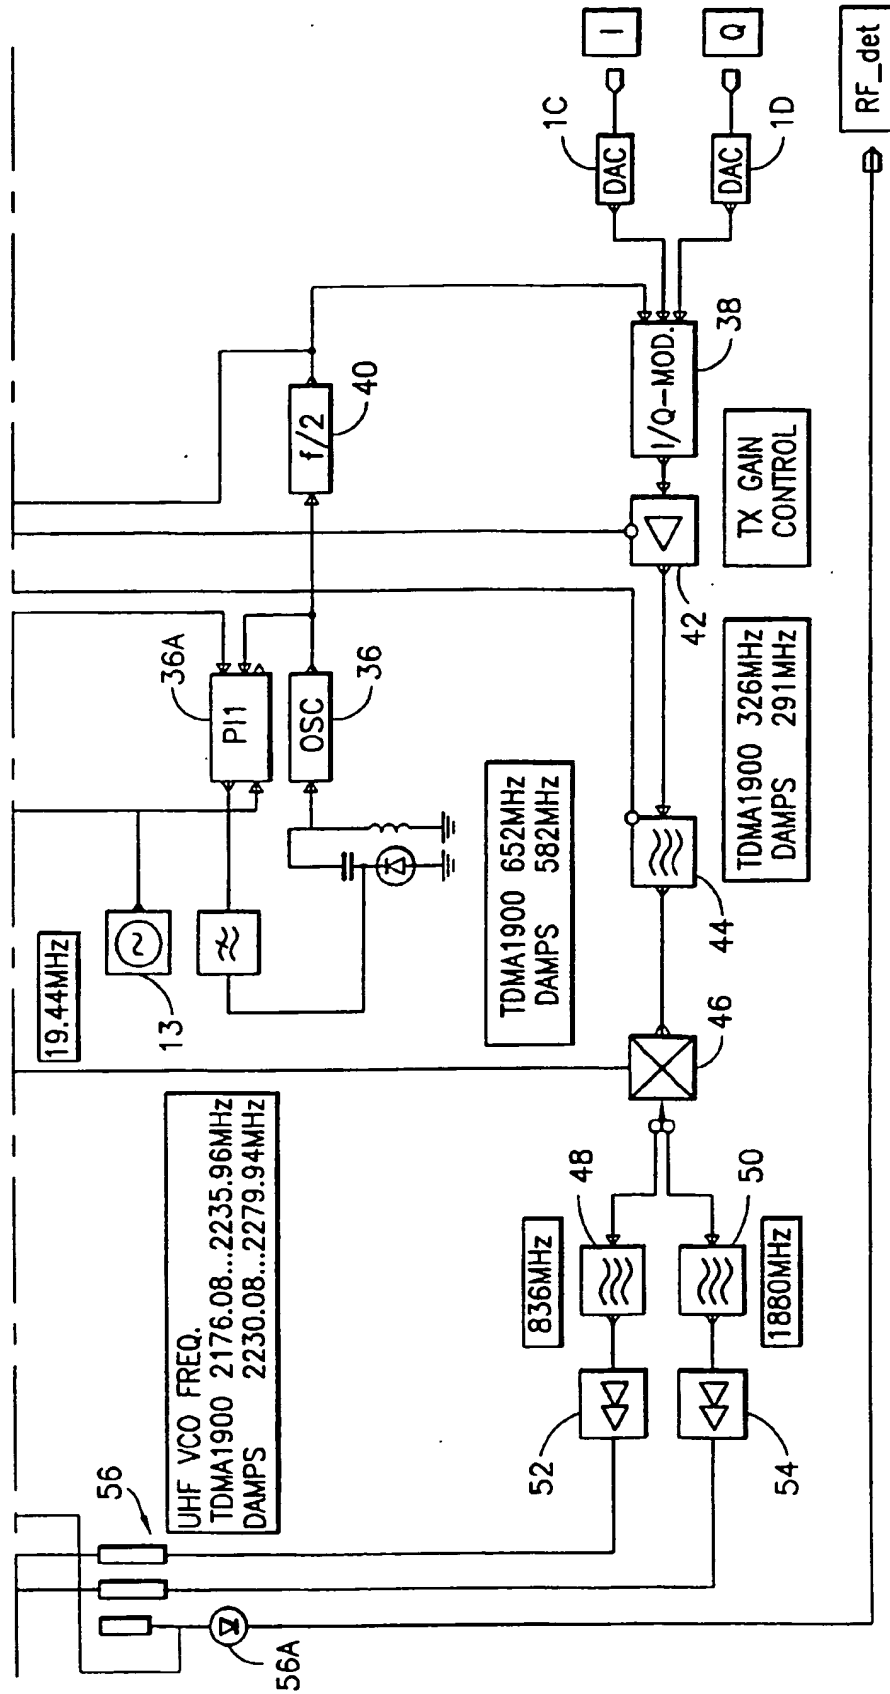 56
56A
UHF VCO FREQ.
TDMA1900 2176.08...2235.96MHz
DAMPS 2230.08...2279.94MHz
19.44MHz
13
PI1
36A
OSC
36
f/2
40
TDMA1900 652MHz
DAMPS 582MHz
52
836MHz
48
54
1880MHz
50
46
44
TDMA1900 326MHz
DAMPS 291MHz
42
TX GAIN
CONTROL
I/Q-MOD.
38
DAC
1C
I
DAC
1D
Q
RF_det